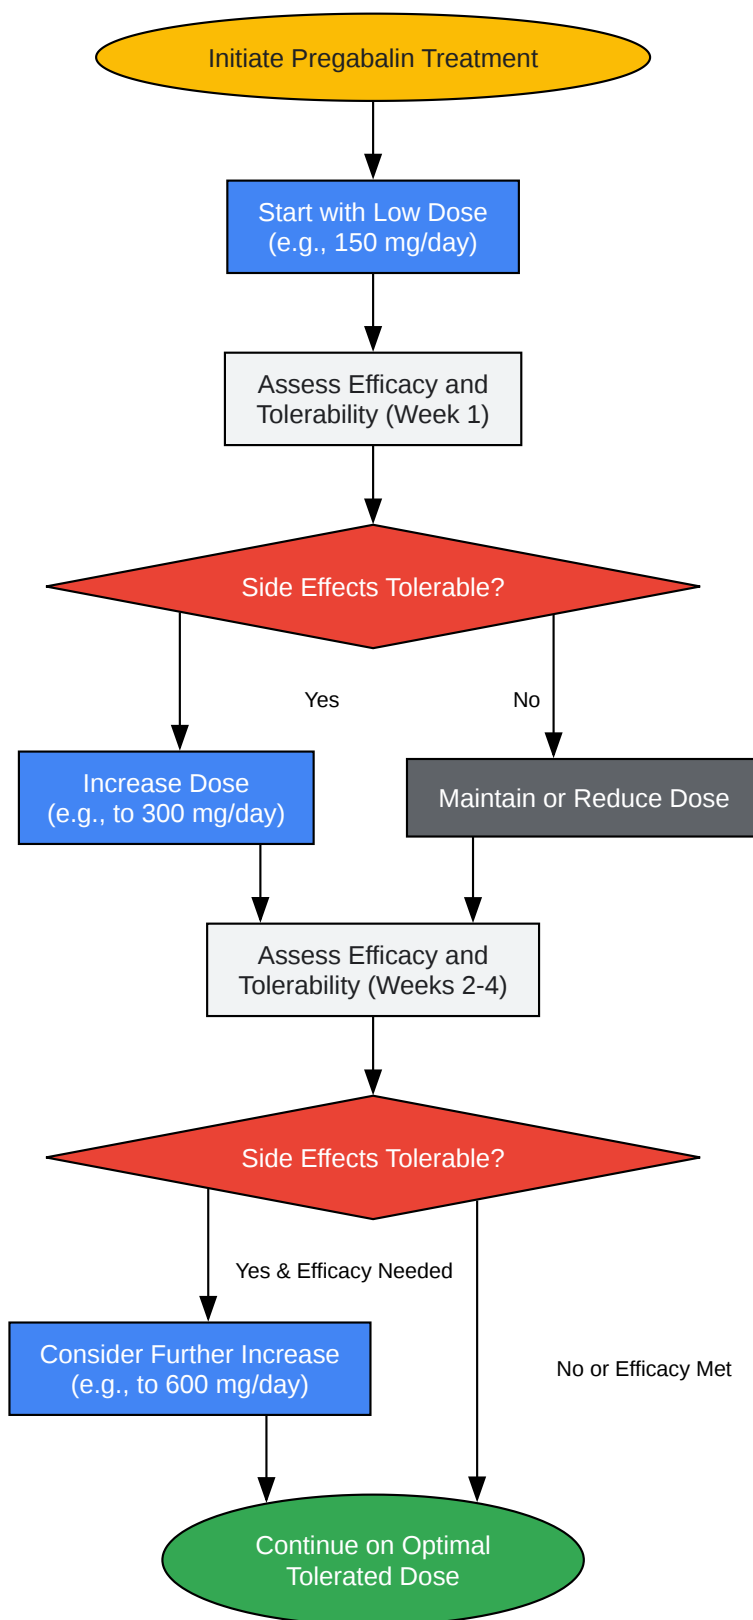 Initiate Pregabalin Treatment
Start with Low Dose
(e.g., 150 mg/day)
Assess Efficacy and
Tolerability (Week 1)
Side Effects Tolerable?
Yes
No
Increase Dose
(e.g., to 300 mg/day)
Maintain or Reduce Dose
Assess Efficacy and
Tolerability (Weeks 2-4)
Side Effects Tolerable?
Yes & Efficacy Needed
Consider Further Increase
(e.g., to 600 mg/day)
No or Efficacy Met
Continue on Optimal
Tolerated Dose